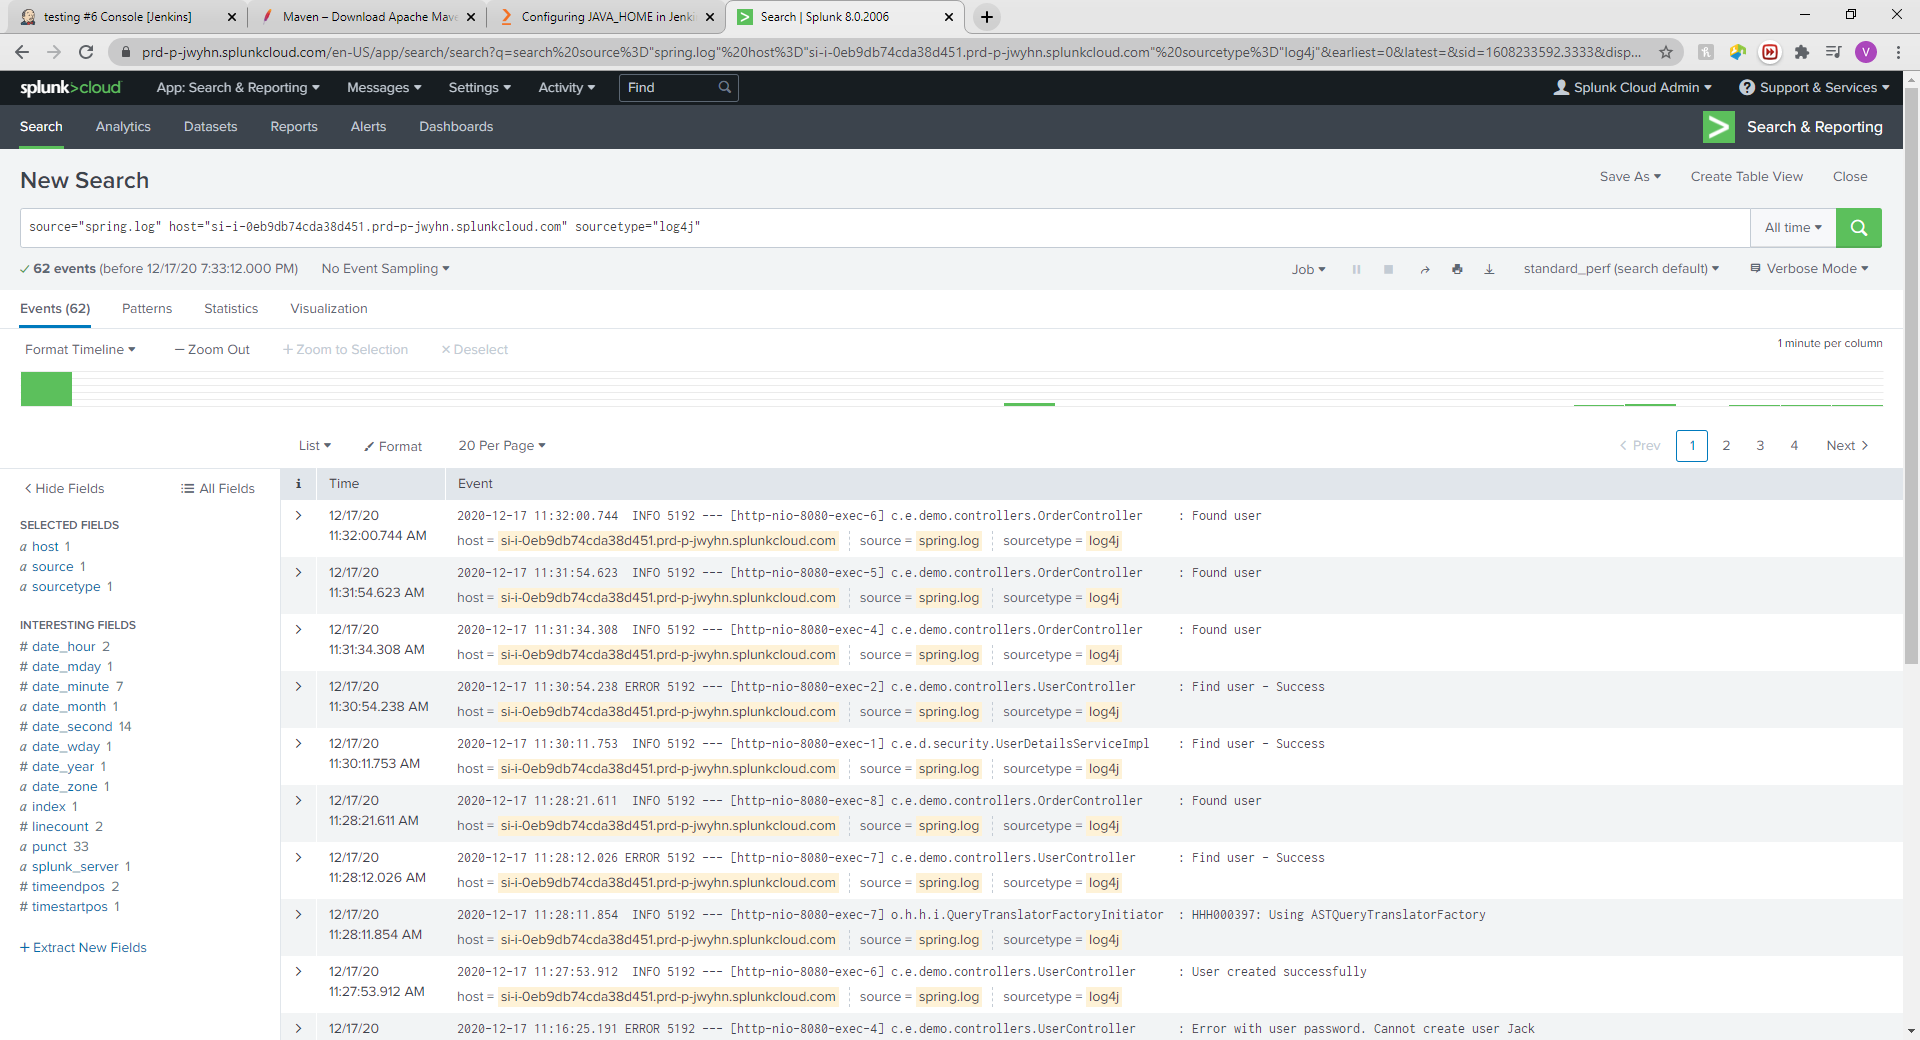 testing #6 Console [Jenkins]
Maven – Download Apache Mave
Configuring JAVA_HOME in Jenki
Search | Splunk 8.0.2006
prd-p-jwyhn.splunkcloud.com/en-US/app/search/search?q=search%20source%3D"spring.log"%20host%3D"si-i-0eb9db74cda38d451.prd-p-jwyhn.splunkcloud.com"%20sourcetype%3D"log4j"&earliest=0&latest=&sid=1608233592.3333&disp...
V
splunk>cloud
App: Search & Reporting
Messages
Settings
Activity
Find
Splunk Cloud Admin
Support & Services
Search
Analytics
Datasets
Reports
Alerts
Dashboards
Search & Reporting
New Search
Save As
Create Table View
Close
source="spring.log" host="si-i-0eb9db74cda38d451.prd-p-jwyhn.splunkcloud.com" sourcetype="log4j"
All time
62 events (before 12/17/20 7:33:12.000 PM)
No Event Sampling
Job
standard_perf (search default)
Verbose Mode
Events (62)
Patterns
Statistics
Visualization
Format Timeline
— Zoom Out
+ Zoom to Selection
× Deselect
1 minute per column
List
Format
20 Per Page
< Prev
1
2
3
4
Next >
< Hide Fields
All Fields
SELECTED FIELDS
a host 1
a source 1
a sourcetype 1
INTERESTING FIELDS
# date_hour 2
# date_mday 1
# date_minute 7
a date_month 1
# date_second 14
a date_wday 1
# date_year 1
a date_zone 1
a index 1
# linecount 2
a punct 33
a splunk_server 1
# timeendpos 2
# timestartpos 1
+ Extract New Fields
i
Time
Event
12/17/20
11:32:00.744 AM
2020-12-17 11:32:00.744  INFO 5192 --- [http-nio-8080-exec-6] c.e.demo.controllers.OrderController     : Found user
host = si-i-0eb9db74cda38d451.prd-p-jwyhn.splunkcloud.com source = spring.log sourcetype = log4j
12/17/20
11:31:54.623 AM
2020-12-17 11:31:54.623  INFO 5192 --- [http-nio-8080-exec-5] c.e.demo.controllers.OrderController     : Found user
host = si-i-0eb9db74cda38d451.prd-p-jwyhn.splunkcloud.com source = spring.log sourcetype = log4j
12/17/20
11:31:34.308 AM
2020-12-17 11:31:34.308  INFO 5192 --- [http-nio-8080-exec-4] c.e.demo.controllers.OrderController     : Found user
host = si-i-0eb9db74cda38d451.prd-p-jwyhn.splunkcloud.com source = spring.log sourcetype = log4j
12/17/20
11:30:54.238 AM
2020-12-17 11:30:54.238 ERROR 5192 --- [http-nio-8080-exec-2] c.e.demo.controllers.UserController      : Find user - Success
host = si-i-0eb9db74cda38d451.prd-p-jwyhn.splunkcloud.com source = spring.log sourcetype = log4j
12/17/20
11:30:11.753 AM
2020-12-17 11:30:11.753  INFO 5192 --- [http-nio-8080-exec-1] c.e.d.security.UserDetailsServiceImpl    : Find user - Success
host = si-i-0eb9db74cda38d451.prd-p-jwyhn.splunkcloud.com source = spring.log sourcetype = log4j
12/17/20
11:28:21.611 AM
2020-12-17 11:28:21.611  INFO 5192 --- [http-nio-8080-exec-8] c.e.demo.controllers.OrderController     : Found user
host = si-i-0eb9db74cda38d451.prd-p-jwyhn.splunkcloud.com source = spring.log sourcetype = log4j
12/17/20
11:28:12.026 AM
2020-12-17 11:28:12.026 ERROR 5192 --- [http-nio-8080-exec-7] c.e.demo.controllers.UserController      : Find user - Success
host = si-i-0eb9db74cda38d451.prd-p-jwyhn.splunkcloud.com source = spring.log sourcetype = log4j
12/17/20
11:28:11.854 AM
2020-12-17 11:28:11.854  INFO 5192 --- [http-nio-8080-exec-7] o.h.h.i.QueryTranslatorFactoryInitiator  : HHH000397: Using ASTQueryTranslatorFactory
host = si-i-0eb9db74cda38d451.prd-p-jwyhn.splunkcloud.com source = spring.log sourcetype = log4j
12/17/20
11:27:53.912 AM
2020-12-17 11:27:53.912  INFO 5192 --- [http-nio-8080-exec-6] c.e.demo.controllers.UserController      : User created successfully
host = si-i-0eb9db74cda38d451.prd-p-jwyhn.splunkcloud.com source = spring.log sourcetype = log4j
12/17/20
2020-12-17 11:16:25.191 ERROR 5192 --- [http-nio-8080-exec-4] c.e.demo.controllers.UserController      : Error with user password. Cannot create user Jack